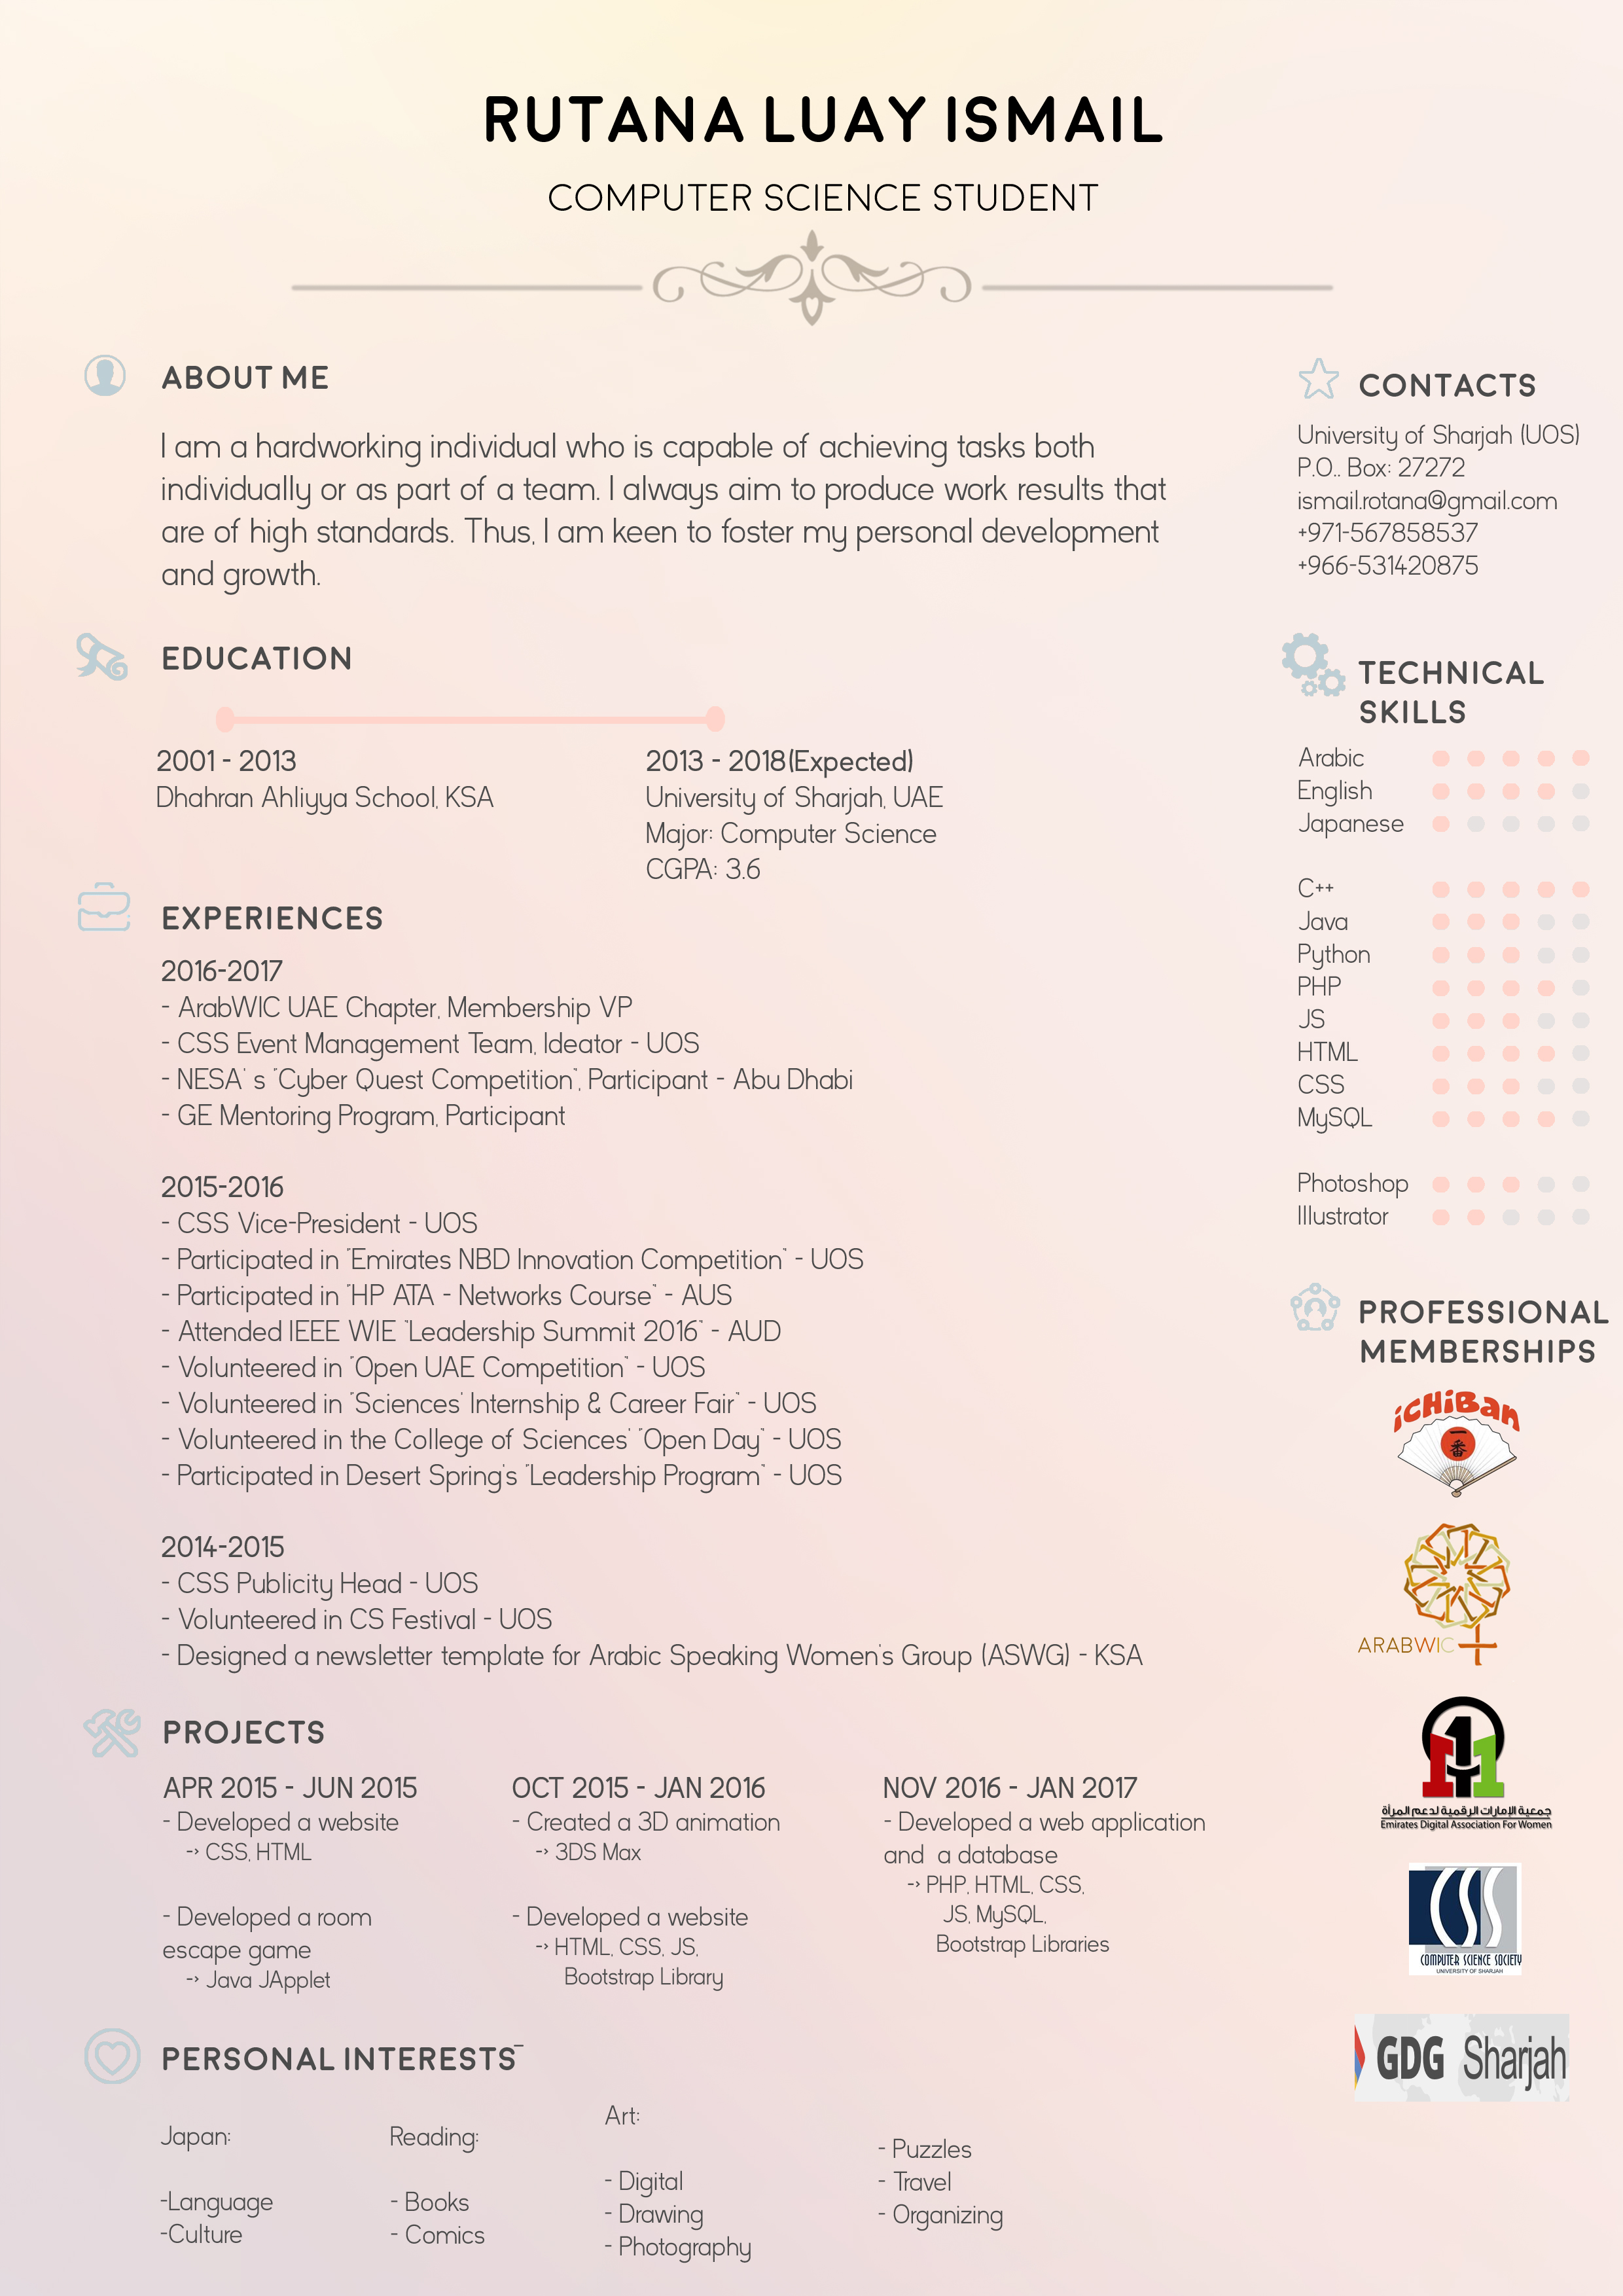 RUTANA LUAY ISMAIL
COMPUTER SCIENCE STUDENT
ABOUT ME
I am a hardworking individual who is capable of achieving tasks both
individually or as part of a team. I always aim to produce work results that
are of high standards. Thus, I am keen to foster my personal development
and growth.
EDUCATION
2001 - 2013
Dhahran Ahliyya School, KSA
2013 - 2018(Expected)
University of Sharjah, UAE
Major: Computer Science
CGPA: 3.6
EXPERIENCES
2016-2017
- ArabWIC UAE Chapter, Membership VP
- CSS Event Management Team, Ideator - UOS
- NESA' s "Cyber Quest Competition", Participant - Abu Dhabi
- GE Mentoring Program, Participant
2015-2016
- CSS Vice-President - UOS
- Participated in "Emirates NBD Innovation Competition" - UOS
- Participated in "HP ATA - Networks Course" - AUS
- Attended IEEE WIE "Leadership Summit 2016" - AUD
- Volunteered in "Open UAE Competition" - UOS
- Volunteered in "Sciences' Internship & Career Fair" - UOS
- Volunteered in the College of Sciences' "Open Day" - UOS
- Participated in Desert Spring's "Leadership Program" - UOS
2014-2015
- CSS Publicity Head - UOS
- Volunteered in CS Festival - UOS
- Designed a newsletter template for Arabic Speaking Women's Group (ASWG) - KSA
PROJECTS
APR 2015 - JUN 2015
- Developed a website
-> CSS, HTML
- Developed a room
escape game
-> Java JApplet
OCT 2015 - JAN 2016
- Created a 3D animation
-> 3DS Max
- Developed a website
-> HTML, CSS, JS,
Bootstrap Library
NOV 2016 - JAN 2017
- Developed a web application
and a database
-> PHP, HTML, CSS,
JS, MySQL,
Bootstrap Libraries
PERSONAL INTERESTS
Japan:
-Language
-Culture
Reading:
- Books
- Comics
Art:
- Digital
- Drawing
- Photography
- Puzzles
- Travel
- Organizing
CONTACTS
University of Sharjah (UOS)
P.O.. Box: 27272
ismail.rotana@gmail.com
+971-567858537
+966-531420875
TECHNICAL
SKILLS
Arabic
English
Japanese
C++
Java
Python
PHP
JS
HTML
CSS
MySQL
Photoshop
Illustrator
PROFESSIONAL
MEMBERSHIPS
iCHiBan
一番
ARABWIC
جمعية الإمارات الرقمية لدعم المرأة
Emirates Digital Association For Women
CSS
COMPUTER SCIENCE SOCIETY
UNIVERSITY OF SHARJAH
GDG Sharjah